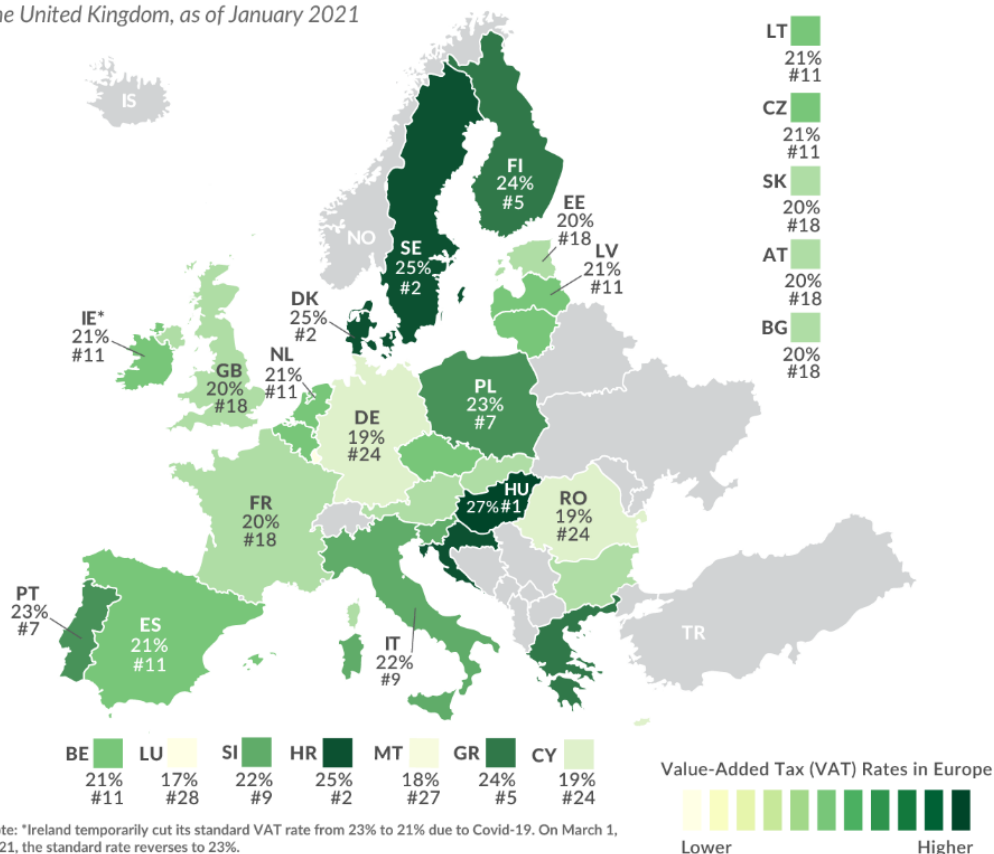 the United Kingdom, as of January 2021
IS
LT
21%
#11
CZ
21%
#11
SK
20%
#18
AT
20%
#18
BG
20%
#18
FI
24%
#5
EE
20%
#18
NO
SE
25%
#2
LV
21%
#11
DK
25%
#2
IE*
21%
#11
NL
21%
#11
GB
20%
#18
PL
23%
#7
DE
19%
#24
HU
27% #1
RO
19%
#24
FR
20%
#18
PT
23%
#7
ES
21%
#11
IT
22%
#9
TR
BE
21%
#11
LU
17%
#28
SI
22%
#9
HR
25%
#2
MT
18%
#27
GR
24%
#5
CY
19%
#24
Value-Added Tax (VAT) Rates in Europe
Lower Higher
te: *Ireland temporarily cut its standard VAT rate from 23% to 21% due to Covid-19. On March 1,
21, the standard rate reverses to 23%.